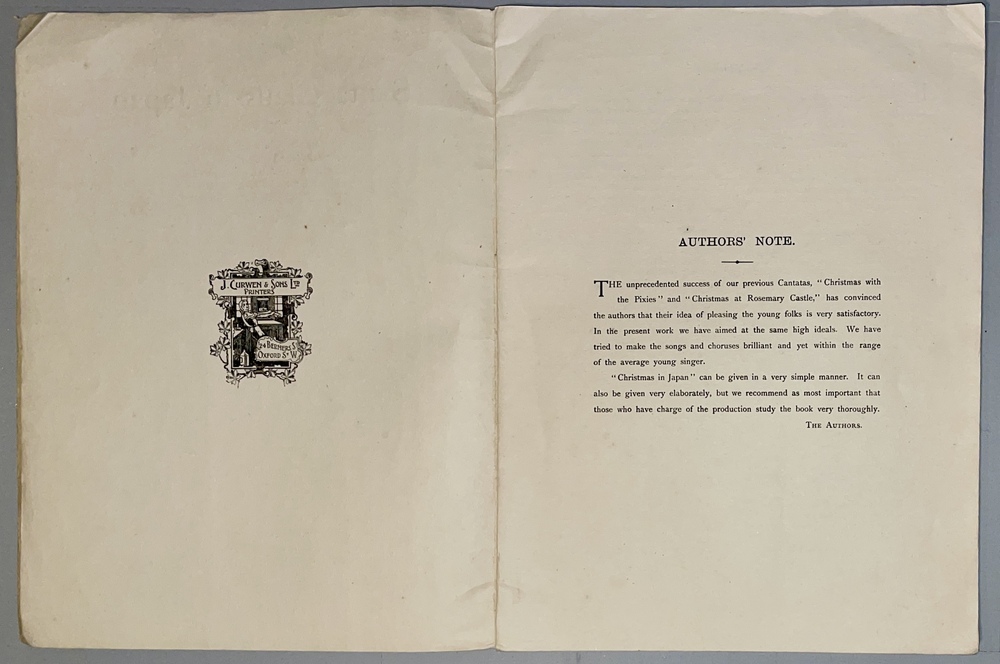 J. CURWEN & SONS LTD
PRINTERS
24 BERNERS ST
OXFORD ST W
AUTHORS' NOTE.
THE unprecedented success of our previous Cantatas, "Christmas with
the Pixies" and "Christmas at Rosemary Castle," has convinced
the authors that their idea of pleasing the young folks is very satisfactory.
In the present work we have aimed at the same high ideals. We have
tried to make the songs and choruses brilliant and yet within the range
of the average young singer.
"Christmas in Japan" can be given in a very simple manner. It can
also be given very elaborately, but we recommend as most important that
those who have charge of the production study the book very thoroughly.
THE AUTHORS.